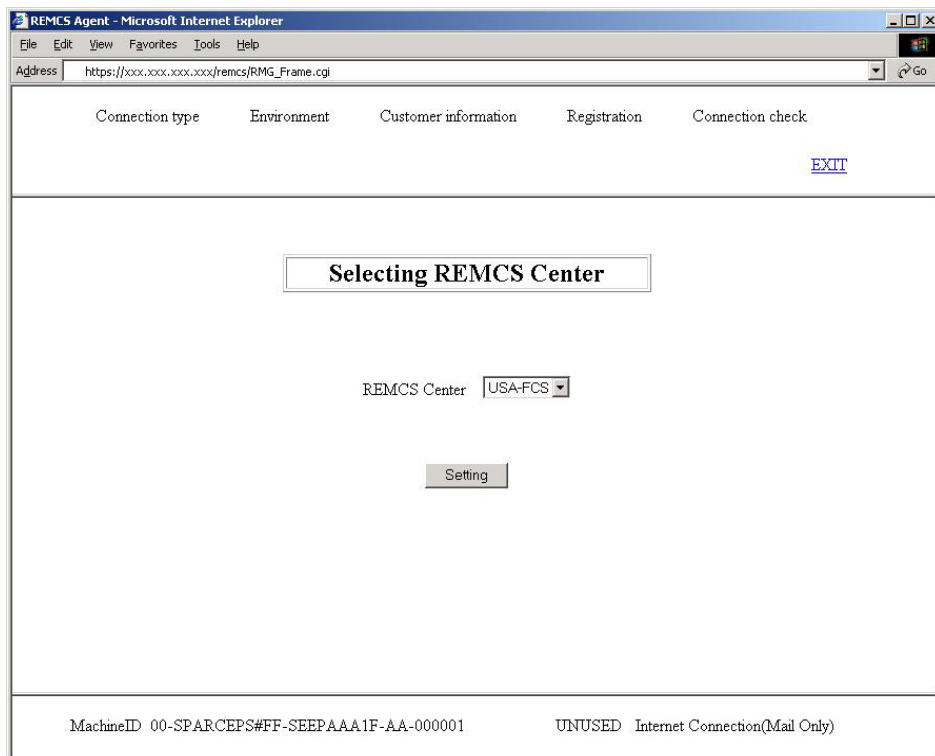 REMCS Agent - Microsoft Internet Explorer
File Edit View Favorites Tools Help
Address https://xxx.xxx.xxx.xxx/remcs/RMG_Frame.cgi Go
Connection type Environment Customer information Registration Connection check
EXIT
Selecting REMCS Center
REMCS Center USA-FCS
Setting
MachineID 00-SPARCEPS#FF-SEEPAAA1F-AA-000001 UNUSED Internet Connection(Mail Only)